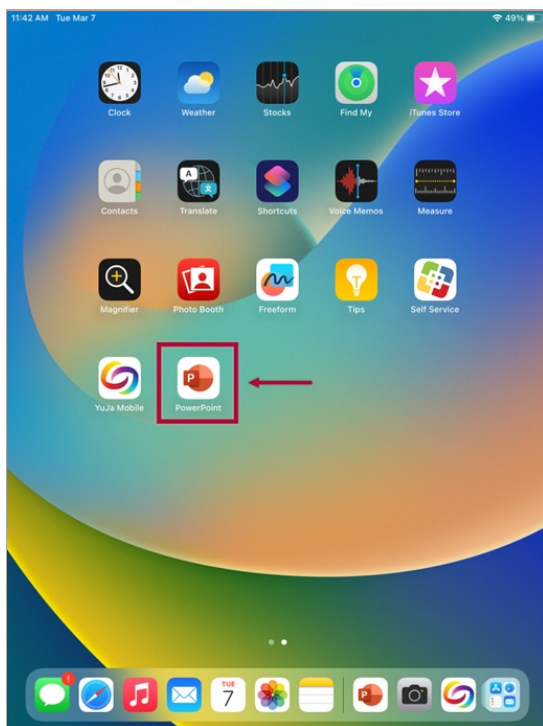 11:42 AM Tue Mar 7 49%
Clock Weather Stocks Find My iTunes Store
Contacts Translate Shortcuts Voice Memos Measure
Magnifier Photo Booth Freeform Tips Self Service
YuJa Mobile PowerPoint
TUE
7